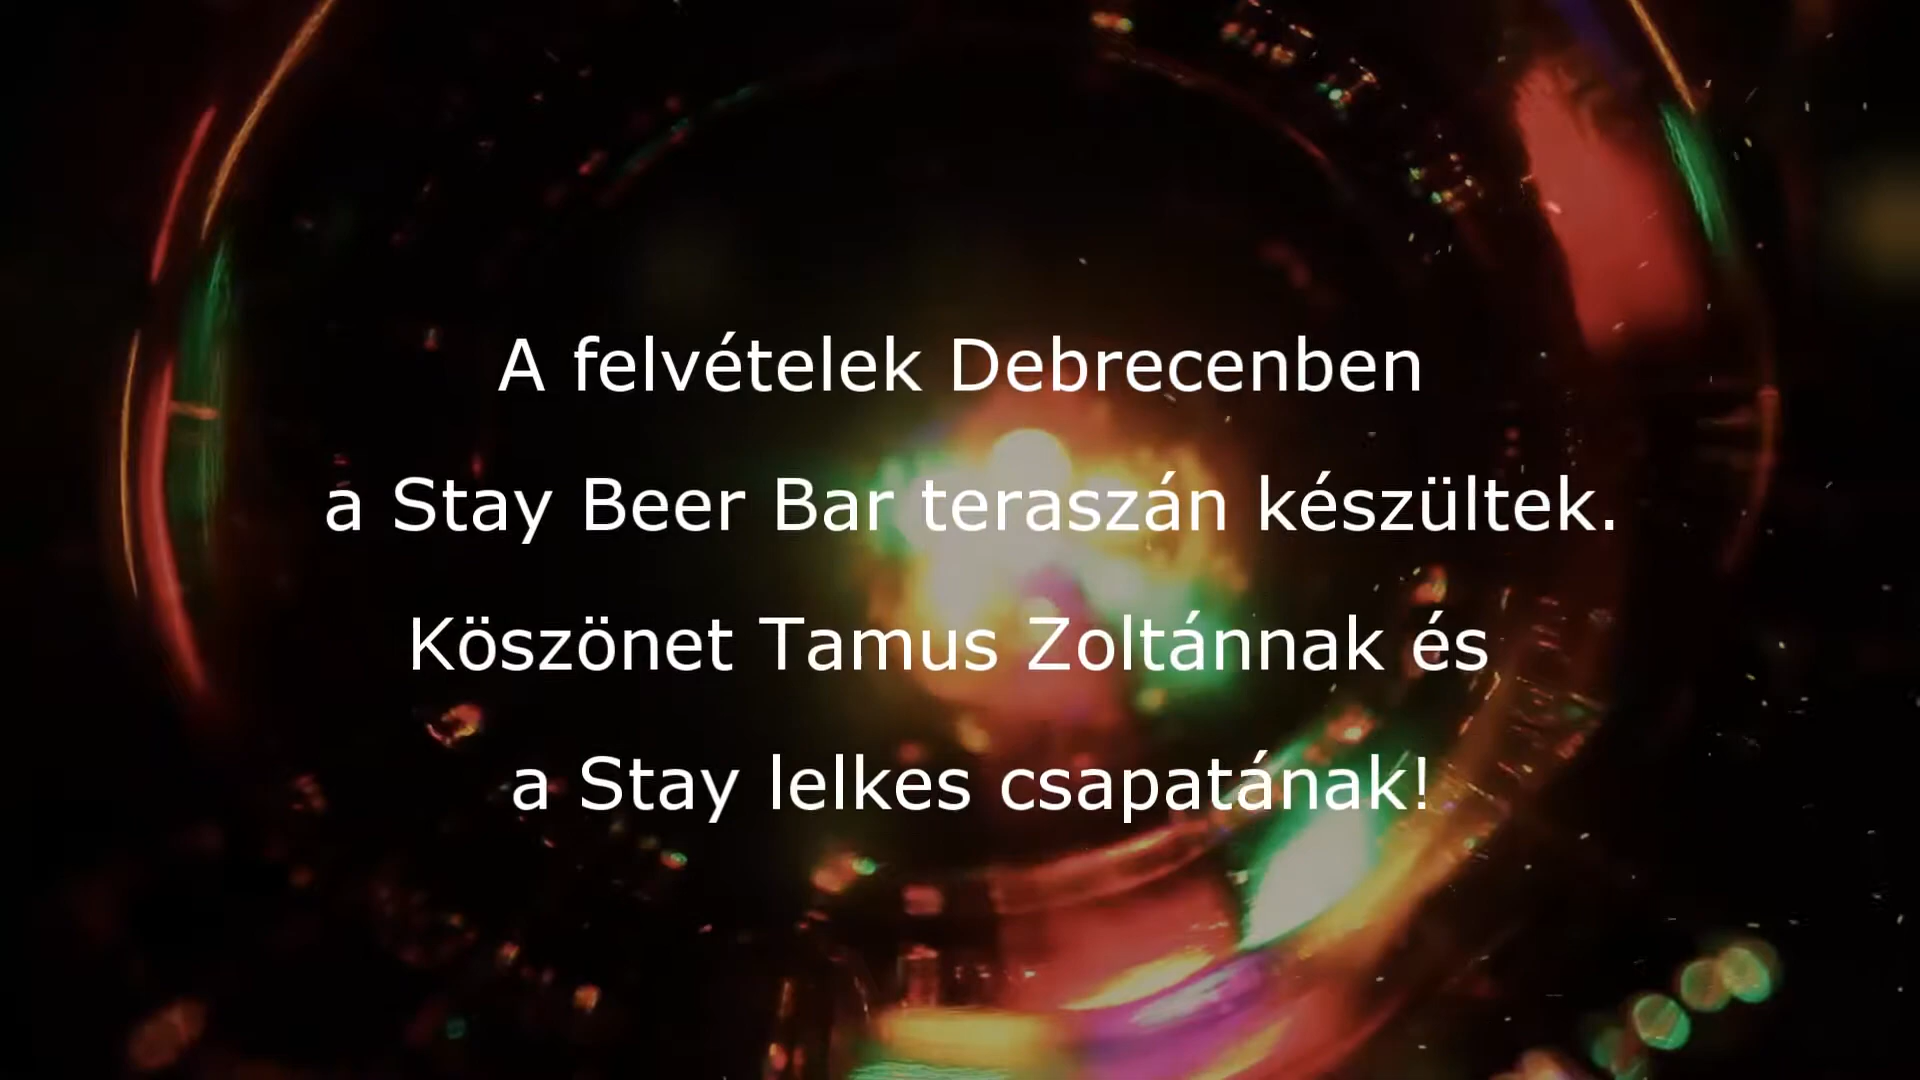 A felvételek Debrecenben
a Stay Beer Bar teraszán készültek.
Köszönet Tamus Zoltánnak és
a Stay lelkes csapatának!